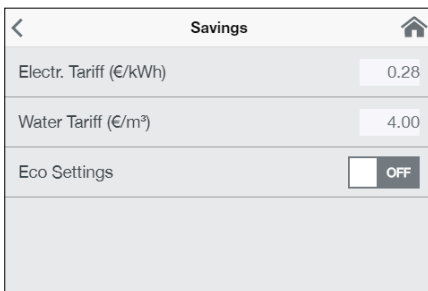 Savings
Electr. Tariff (€/kWh) 0.28
Water Tariff (€/m³) 4.00
Eco Settings OFF